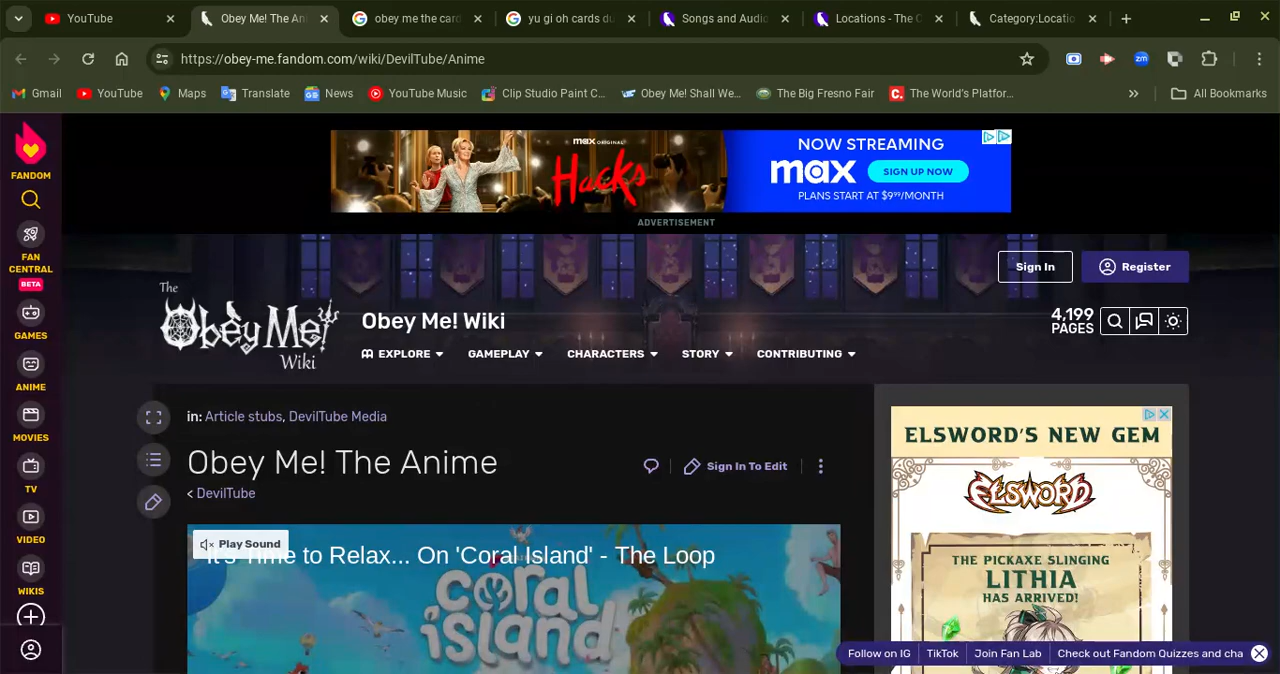 YouTube
Obey Me! The An
obey me the card
yu gi oh cards du
Songs and Audio
Locations - The O
Category:Locatio
https://obey-me.fandom.com/wiki/DevilTube/Anime
Gmail
YouTube
Maps
Translate
News
YouTube Music
Clip Studio Paint C...
Obey Me! Shall We...
The Big Fresno Fair
The World's Platfor...
All Bookmarks
FANDOM
FAN CENTRAL
BETA
GAMES
ANIME
MOVIES
TV
VIDEO
WIKIS
max ORIGINAL
Hacks
NOW STREAMING
max
SIGN UP NOW
PLANS START AT $9.99/MONTH
ADVERTISEMENT
Sign In
Register
The
Obey Me!
Wiki
Obey Me! Wiki
4,199
PAGES
EXPLORE
GAMEPLAY
CHARACTERS
STORY
CONTRIBUTING
in: Article stubs, DevilTube Media
Obey Me! The Anime
Sign In To Edit
< DevilTube
Play Sound
It's Time to Relax... On 'Coral Island' - The Loop
coral
island
ELSWORD'S NEW GEM
ELSWORD
THE PICKAXE SLINGING
LITHIA
HAS ARRIVED!
Follow on IG
TikTok
Join Fan Lab
Check out Fandom Quizzes and cha